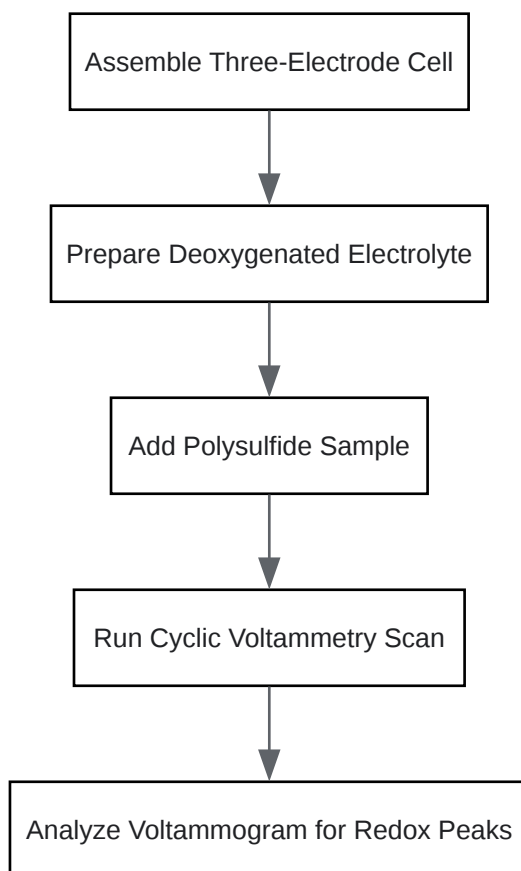 Assemble Three-Electrode Cell
Prepare Deoxygenated Electrolyte
Add Polysulfide Sample
Run Cyclic Voltammetry Scan
Analyze Voltammogram for Redox Peaks